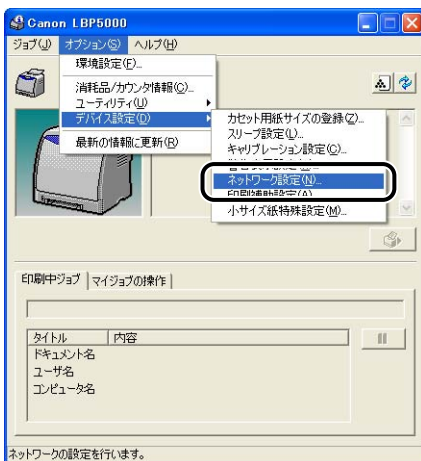 Canon LBP5000
ジョブ(J) オプション(S) ヘルプ(H)
環境設定(F)...
消耗品/カウンタ情報(C)...
ユーティリティ(U)
デバイス設定(D)
最新の情報に更新(R)
カセット用紙サイズの登録(Z)...
スリープ設定(L)...
キャリブレーション設定(C)...
ネットワーク設定(N)...
印刷補助設定(A)
小サイズ紙特殊設定(M)...
印刷中ジョブ マイジョブの操作
タイトル 内容
ドキュメント名
ユーザ名
コンピュータ名
ネットワークの設定を行います。